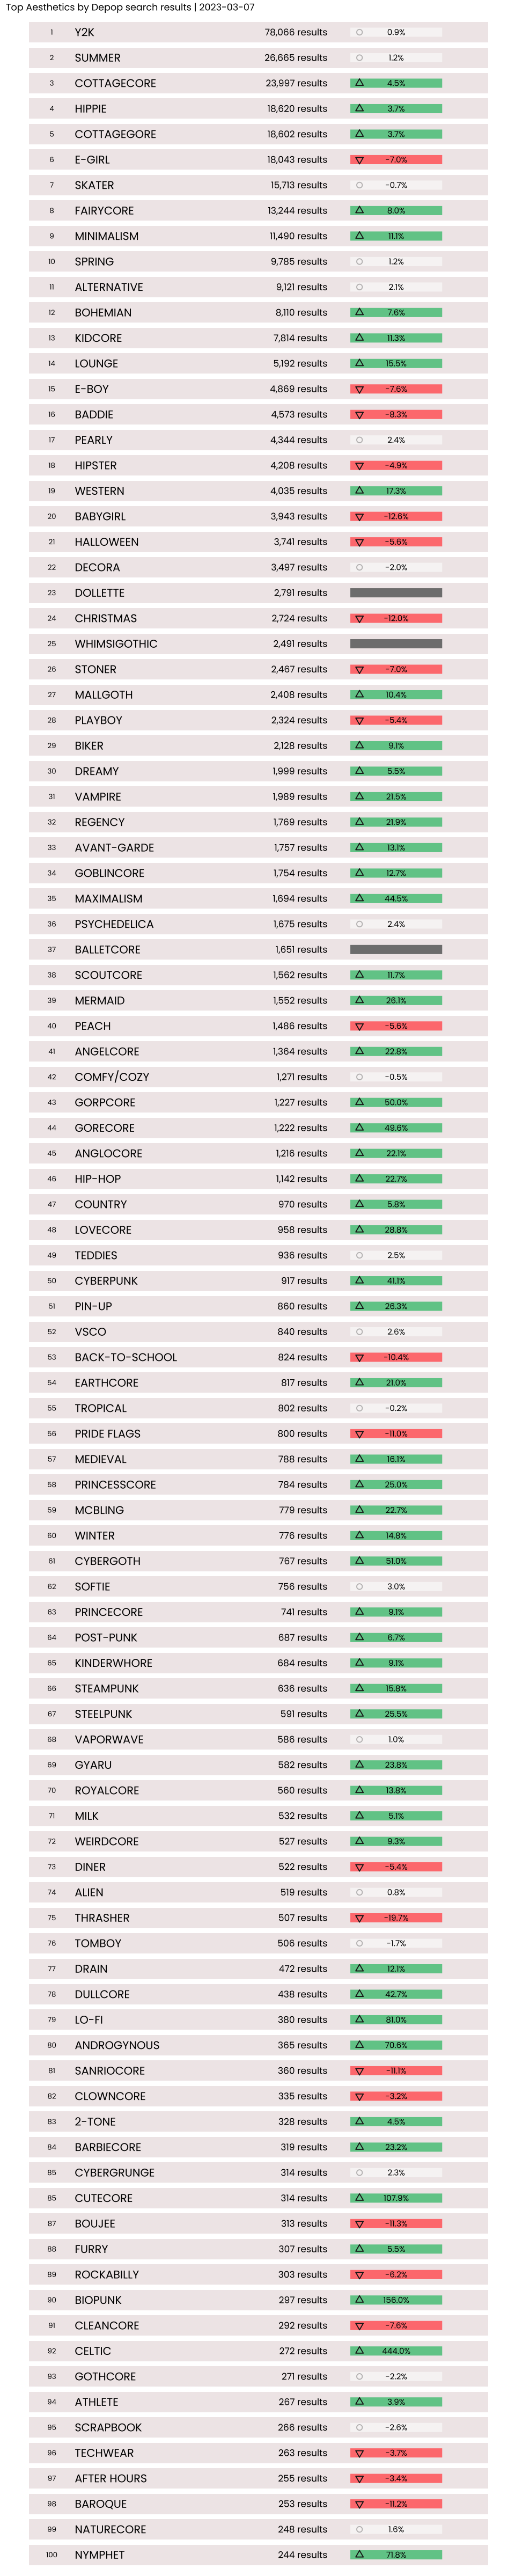 Top Aesthetics by Depop search results | 2023-03-07
1 Y2K 78,066 results 0.9%
2 SUMMER 26,665 results 1.2%
3 COTTAGECORE 23,997 results 4.5%
4 HIPPIE 18,620 results 3.7%
5 COTTAGEGORE 18,602 results 3.7%
6 E-GIRL 18,043 results -7.0%
7 SKATER 15,713 results -0.7%
8 FAIRYCORE 13,244 results 8.0%
9 MINIMALISM 11,490 results 11.1%
10 SPRING 9,785 results 1.2%
11 ALTERNATIVE 9,121 results 2.1%
12 BOHEMIAN 8,110 results 7.6%
13 KIDCORE 7,814 results 11.3%
14 LOUNGE 5,192 results 15.5%
15 E-BOY 4,869 results -7.6%
16 BADDIE 4,573 results -8.3%
17 PEARLY 4,344 results 2.4%
18 HIPSTER 4,208 results -4.9%
19 WESTERN 4,035 results 17.3%
20 BABYGIRL 3,943 results -12.6%
21 HALLOWEEN 3,741 results -5.6%
22 DECORA 3,497 results -2.0%
23 DOLLETTE 2,791 results
24 CHRISTMAS 2,724 results -12.0%
25 WHIMSIGOTHIC 2,491 results
26 STONER 2,467 results -7.0%
27 MALLGOTH 2,408 results 10.4%
28 PLAYBOY 2,324 results -5.4%
29 BIKER 2,128 results 9.1%
30 DREAMY 1,999 results 5.5%
31 VAMPIRE 1,989 results 21.5%
32 REGENCY 1,769 results 21.9%
33 AVANT-GARDE 1,757 results 13.1%
34 GOBLINCORE 1,754 results 12.7%
35 MAXIMALISM 1,694 results 44.5%
36 PSYCHEDELICA 1,675 results 2.4%
37 BALLETCORE 1,651 results
38 SCOUTCORE 1,562 results 11.7%
39 MERMAID 1,552 results 26.1%
40 PEACH 1,486 results -5.6%
41 ANGELCORE 1,364 results 22.8%
42 COMFY/COZY 1,271 results -0.5%
43 GORPCORE 1,227 results 50.0%
44 GORECORE 1,222 results 49.6%
45 ANGLOCORE 1,216 results 22.1%
46 HIP-HOP 1,142 results 22.7%
47 COUNTRY 970 results 5.8%
48 LOVECORE 958 results 28.8%
49 TEDDIES 936 results 2.5%
50 CYBERPUNK 917 results 41.1%
51 PIN-UP 860 results 26.3%
52 VSCO 840 results 2.6%
53 BACK-TO-SCHOOL 824 results -10.4%
54 EARTHCORE 817 results 21.0%
55 TROPICAL 802 results -0.2%
56 PRIDE FLAGS 800 results -11.0%
57 MEDIEVAL 788 results 16.1%
58 PRINCESSCORE 784 results 25.0%
59 MCBLING 779 results 22.7%
60 WINTER 776 results 14.8%
61 CYBERGOTH 767 results 51.0%
62 SOFTIE 756 results 3.0%
63 PRINCECORE 741 results 9.1%
64 POST-PUNK 687 results 6.7%
65 KINDERWHORE 684 results 9.1%
66 STEAMPUNK 636 results 15.8%
67 STEELPUNK 591 results 25.5%
68 VAPORWAVE 586 results 1.0%
69 GYARU 582 results 23.8%
70 ROYALCORE 560 results 13.8%
71 MILK 532 results 5.1%
72 WEIRDCORE 527 results 9.3%
73 DINER 522 results -5.4%
74 ALIEN 519 results 0.8%
75 THRASHER 507 results -19.7%
76 TOMBOY 506 results -1.7%
77 DRAIN 472 results 12.1%
78 DULLCORE 438 results 42.7%
79 LO-FI 380 results 81.0%
80 ANDROGYNOUS 365 results 70.6%
81 SANRIOCORE 360 results -11.1%
82 CLOWNCORE 335 results -3.2%
83 2-TONE 328 results 4.5%
84 BARBIECORE 319 results 23.2%
85 CYBERGRUNGE 314 results 2.3%
85 CUTECORE 314 results 107.9%
87 BOUJEE 313 results -11.3%
88 FURRY 307 results 5.5%
89 ROCKABILLY 303 results -6.2%
90 BIOPUNK 297 results 156.0%
91 CLEANCORE 292 results -7.6%
92 CELTIC 272 results 444.0%
93 GOTHCORE 271 results -2.2%
94 ATHLETE 267 results 3.9%
95 SCRAPBOOK 266 results -2.6%
96 TECHWEAR 263 results -3.7%
97 AFTER HOURS 255 results -3.4%
98 BAROQUE 253 results -11.2%
99 NATURECORE 248 results 1.6%
100 NYMPHET 244 results 71.8%